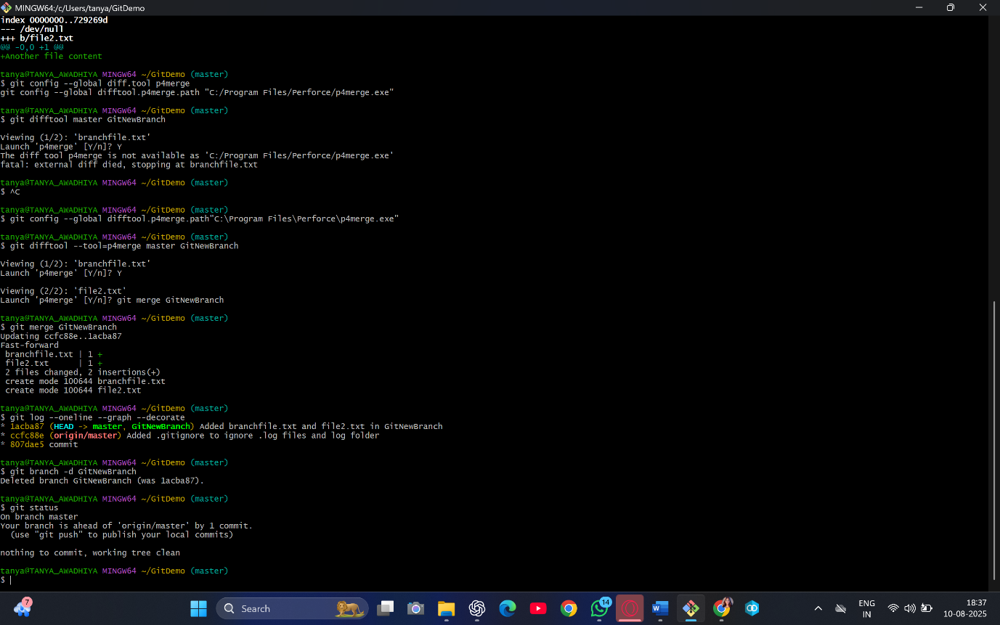 MINGW64:/c/Users/tanya/GitDemo
index 0000000..729269d
--- /dev/null
+++ b/file2.txt
@@ -0,0 +1 @@
+Another file content
tanya@TANYA_AWADHIYA MINGW64 ~/GitDemo (master)
$ git config --global diff.tool p4merge
git config --global difftool.p4merge.path "C:/Program Files/Perforce/p4merge.exe"
tanya@TANYA_AWADHIYA MINGW64 ~/GitDemo (master)
$ git difftool master GitNewBranch
Viewing (1/2): 'branchfile.txt'
Launch 'p4merge' [Y/n]? Y
The diff tool p4merge is not available as 'C:/Program Files/Perforce/p4merge.exe'
fatal: external diff died, stopping at branchfile.txt
tanya@TANYA_AWADHIYA MINGW64 ~/GitDemo (master)
$ ^C
tanya@TANYA_AWADHIYA MINGW64 ~/GitDemo (master)
$ git config --global difftool.p4merge.path"C:\Program Files\Perforce\p4merge.exe"
tanya@TANYA_AWADHIYA MINGW64 ~/GitDemo (master)
$ git difftool --tool=p4merge master GitNewBranch
Viewing (1/2): 'branchfile.txt'
Launch 'p4merge' [Y/n]? Y
Viewing (2/2): 'file2.txt'
Launch 'p4merge' [Y/n]? git merge GitNewBranch
tanya@TANYA_AWADHIYA MINGW64 ~/GitDemo (master)
$ git merge GitNewBranch
Updating ccfc88e..1acba87
Fast-forward
branchfile.txt | 1 +
file2.txt | 1 +
2 files changed, 2 insertions(+)
create mode 100644 branchfile.txt
create mode 100644 file2.txt
tanya@TANYA_AWADHIYA MINGW64 ~/GitDemo (master)
$ git log --oneline --graph --decorate
* 1acba87 (HEAD -> master, GitNewBranch) Added branchfile.txt and file2.txt in GitNewBranch
* ccfc88e (origin/master) Added .gitignore to ignore .log files and log folder
* 807dae5 commit
tanya@TANYA_AWADHIYA MINGW64 ~/GitDemo (master)
$ git branch -d GitNewBranch
Deleted branch GitNewBranch (was 1acba87).
tanya@TANYA_AWADHIYA MINGW64 ~/GitDemo (master)
$ git status
On branch master
Your branch is ahead of 'origin/master' by 1 commit.
(use "git push" to publish your local commits)
nothing to commit, working tree clean
tanya@TANYA_AWADHIYA MINGW64 ~/GitDemo (master)
$
7
Search
14
ENG
IN
18:37
10-08-2025